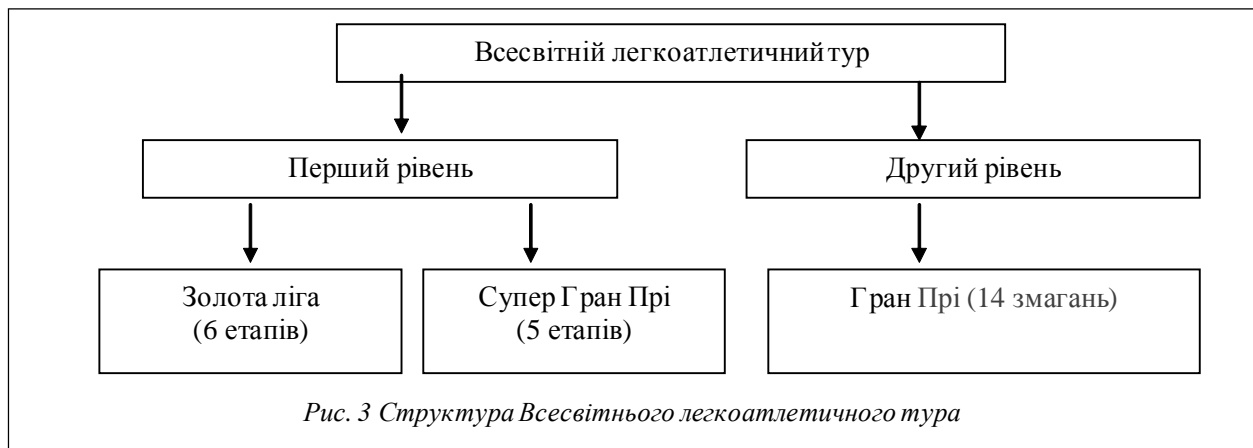 Всесвітній легкоатлетичний тур
Перший рівень
Другий рівень
Золота ліга
(6 етапів)
Супер Гран Прі
(5 етапів)
Гран Прі (14 змагань)
Рис. 3 Структура Всесвітнього легкоатлетичного тура